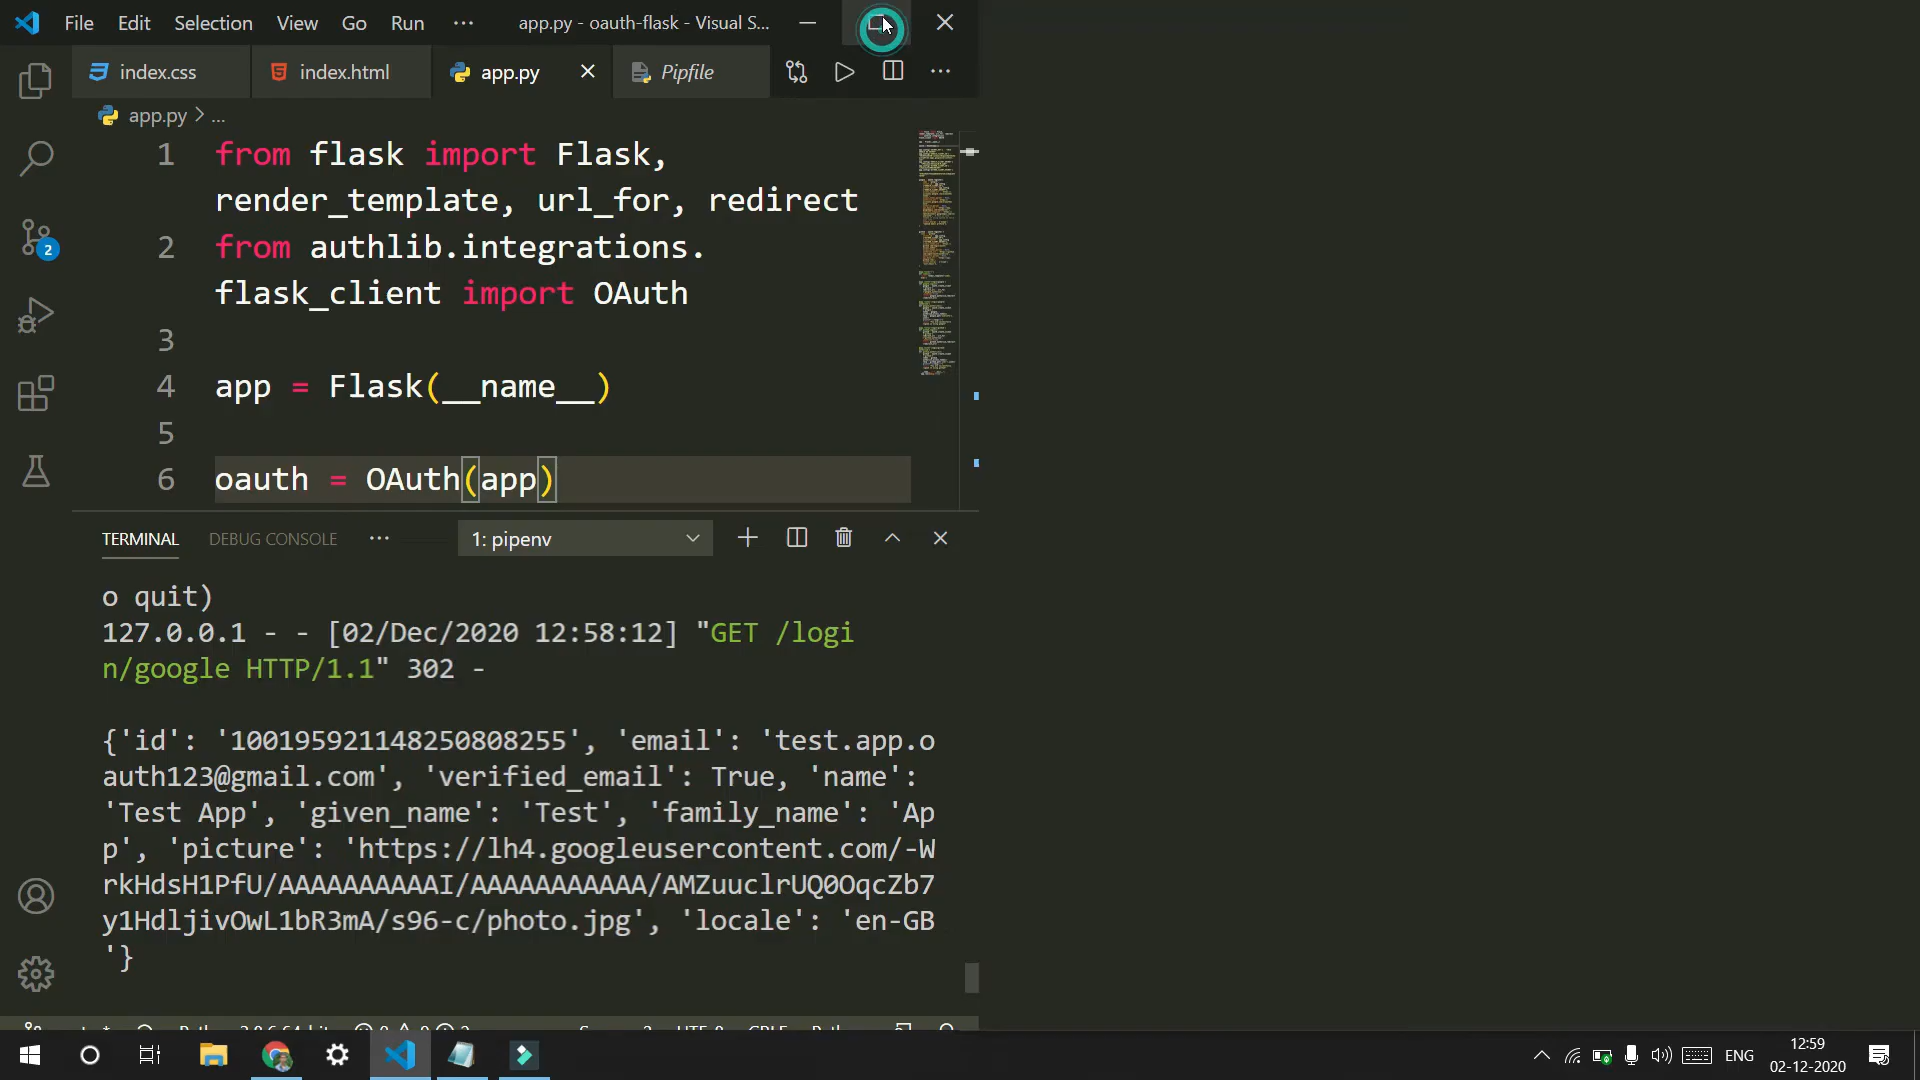 File Edit Selection View Go Run ··· app.py - oauth-flask - Visual S...
index.css index.html app.py Pipfile
app.py > ...
1 from flask import Flask,
render_template, url_for, redirect
2 from authlib.integrations.
flask_client import OAuth
3
4 app = Flask(__name__)
5
6 oauth = OAuth(app)
2
TERMINAL DEBUG CONSOLE ··· 1: pipenv
o quit)
127.0.0.1 - - [02/Dec/2020 12:58:12] "GET /logi
n/google HTTP/1.1" 302 -
{'id': '100195921148250808255', 'email': 'test.app.o
auth123@gmail.com', 'verified_email': True, 'name':
'Test App', 'given_name': 'Test', 'family_name': 'Ap
p', 'picture': 'https://lh4.googleusercontent.com/-W
rkHdsH1PfU/AAAAAAAAAAI/AAAAAAAAAAA/AMZuuclrUQ0OqcZb7
y1HdljivOwL1bR3mA/s96-c/photo.jpg', 'locale': 'en-GB
'}
ENG
12:59
02-12-2020